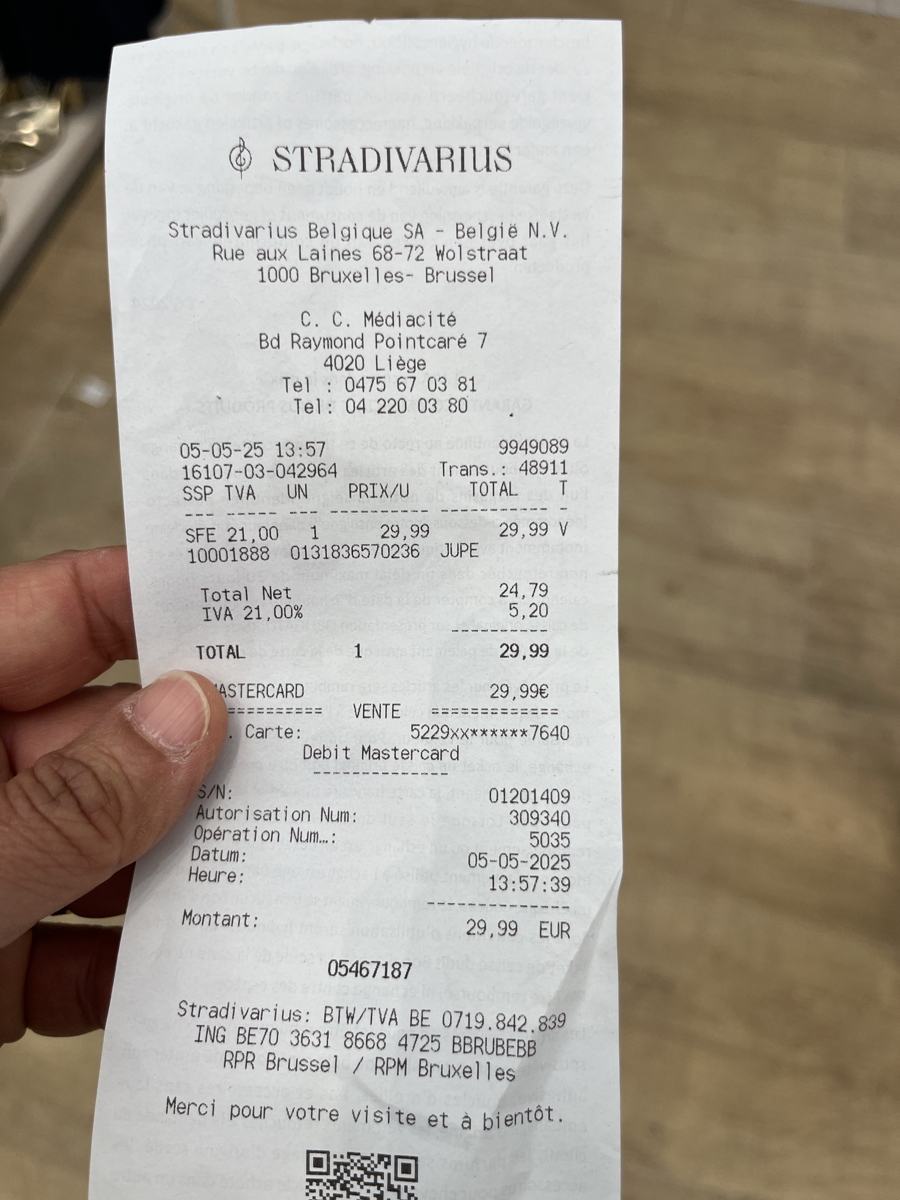 STRADIVARIUS
Stradivarius Belgique SA - België N.V.
Rue aux Laines 68-72 Wolstraat
1000 Bruxelles- Brussel
C. C. Médiacité
Bd Raymond Pointcaré 7
4020 Liège
Tel : 0475 67 03 81
Tel: 04 220 03 80
05-05-25 13:57 9949089
16107-03-042964 Trans.: 48911
SSP TVA UN PRIX/U TOTAL T
SFE 21,00 1 29,99 29,99 V
10001888 0131836570236 JUPE
Total Net 24,79
IVA 21,00% 5,20
TOTAL 1 29,99
MASTERCARD 29,99€
=========== VENTE ============
. Carte: 5229xx******7640
Debit Mastercard
S/N: 01201409
Autorisation Num: 309340
Opération Num…: 5035
Datum: 05-05-2025
Heure: 13:57:39
Montant: 29,99 EUR
05467187
Stradivarius: BTW/TVA BE 0719.842.839
ING BE70 3631 8668 4725 BBRUBEBB
RPR Brussel / RPM Bruxelles
Merci pour votre visite et à bientôt.